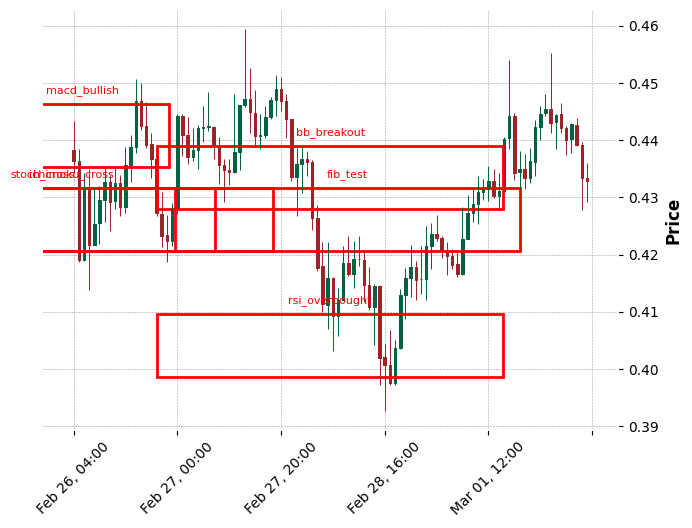 macd_bullish
bb_breakout
fib_test
rsi_overbought
0.46
0.45
0.44
0.43
0.42
0.41
0.40
0.39
Price
Feb 26, 04:00
Feb 27, 00:00
Feb 27, 20:00
Feb 28, 16:00
Mar 01, 12:00